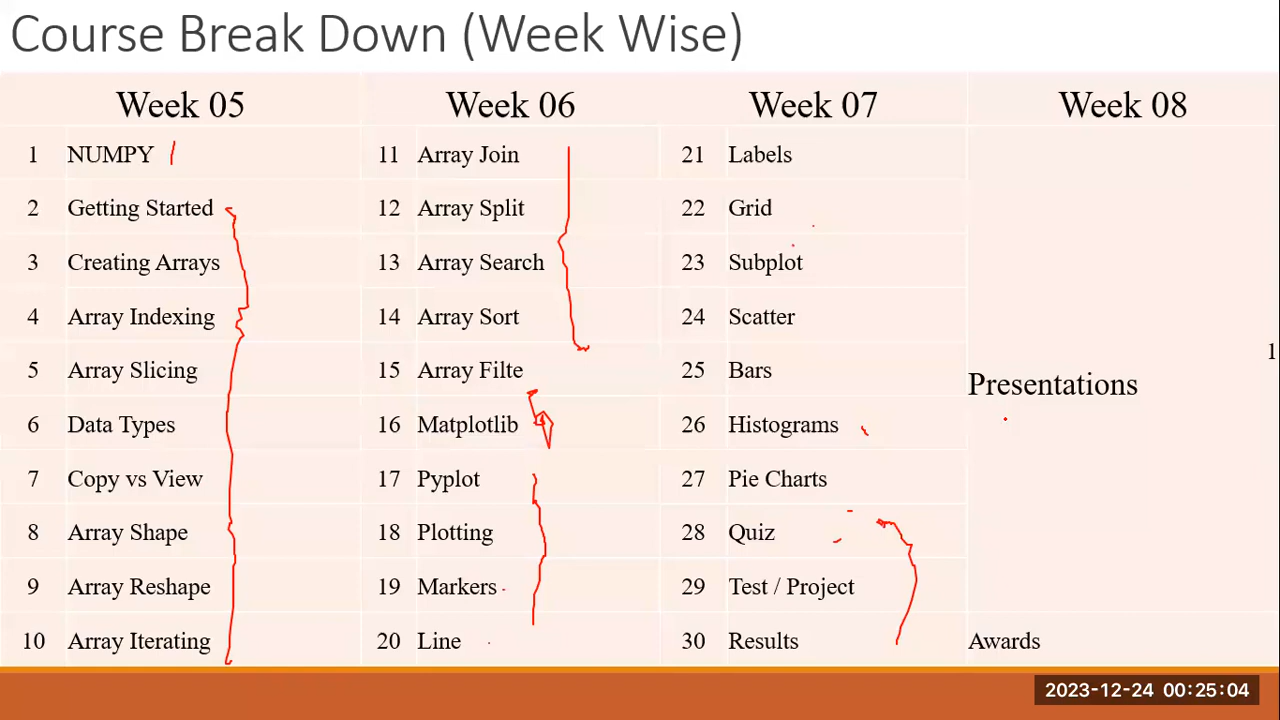 Course Break Down (Week Wise)
Week 05 Week 06 Week 07 Week 08
1 NUMPY 11 Array Join 21 Labels
2 Getting Started 12 Array Split 22 Grid
3 Creating Arrays 13 Array Search 23 Subplot
4 Array Indexing 14 Array Sort 24 Scatter
1
5 Array Slicing 15 Array Filte 25 Bars
Presentations
6 Data Types 16 Matplotlib 26 Histograms
7 Copy vs View 17 Pyplot 27 Pie Charts
8 Array Shape 18 Plotting 28 Quiz
9 Array Reshape 19 Markers 29 Test / Project
10 Array Iterating 20 Line 30 Results Awards
2023-12-24 00:25:04